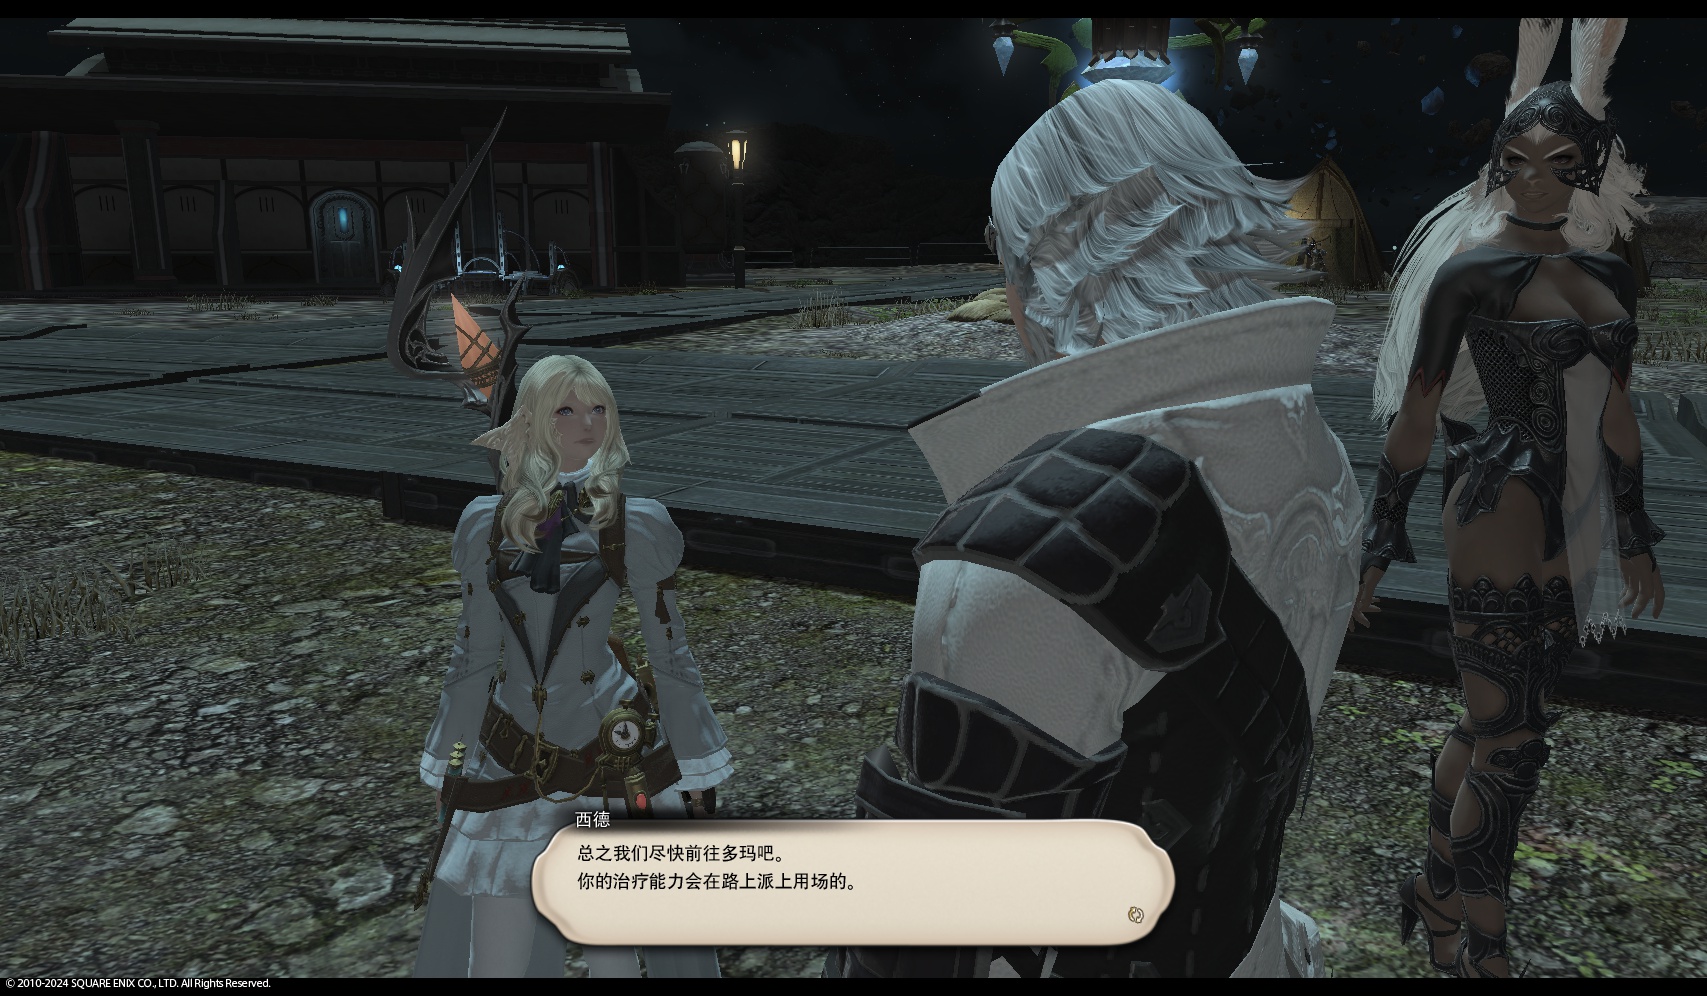 西德
总之我们尽快前往多玛吧。
你的治疗能力会在路上派上用场的。
© 2010-2024 SQUARE ENIX CO., LTD. All Rights Reserved.